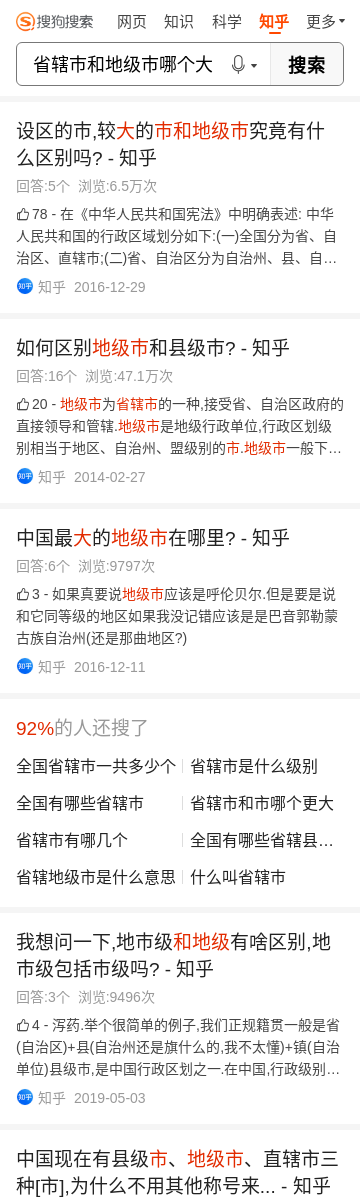 搜狗搜索 网页 知识 科学 知乎 更多
省辖市和地级市哪个大 搜索
设区的市,较大的市和地级市究竟有什
么区别吗? - 知乎
回答:5个 浏览:6.5万次
78 - 在《中华人民共和国宪法》中明确表述: 中华
人民共和国的行政区域划分如下:(一)全国分为省、自
治区、直辖市;(二)省、自治区分为自治州、县、自…
知乎 知乎 2016-12-29
如何区别地级市和县级市? - 知乎
回答:16个 浏览:47.1万次
20 - 地级市为省辖市的一种,接受省、自治区政府的
直接领导和管辖.地级市是地级行政单位,行政区划级
别相当于地区、自治州、盟级别的市.地级市一般下…
知乎 知乎 2014-02-27
中国最大的地级市在哪里? - 知乎
回答:6个 浏览:9797次
3 - 如果真要说地级市应该是呼伦贝尔.但是要是说
和它同等级的地区如果我没记错应该是是巴音郭勒蒙
古族自治州(还是那曲地区?)
知乎 知乎 2016-12-11
92%的人还搜了
全国省辖市一共多少个 省辖市是什么级别
全国有哪些省辖市 省辖市和市哪个更大
省辖市有哪几个 全国有哪些省辖县…
省辖地级市是什么意思 什么叫省辖市
我想问一下,地市级和地级有啥区别,地
市级包括市级吗? - 知乎
回答:3个 浏览:9496次
4 - 泻药.举个很简单的例子,我们正规籍贯一般是省
(自治区)+县(自治州还是旗什么的,我不太懂)+镇(自治
单位)县级市,是中国行政区划之一.在中国,行政级别…
知乎 知乎 2019-05-03
中国现在有县级市、地级市、直辖市三
种[市],为什么不用其他称号来... - 知乎